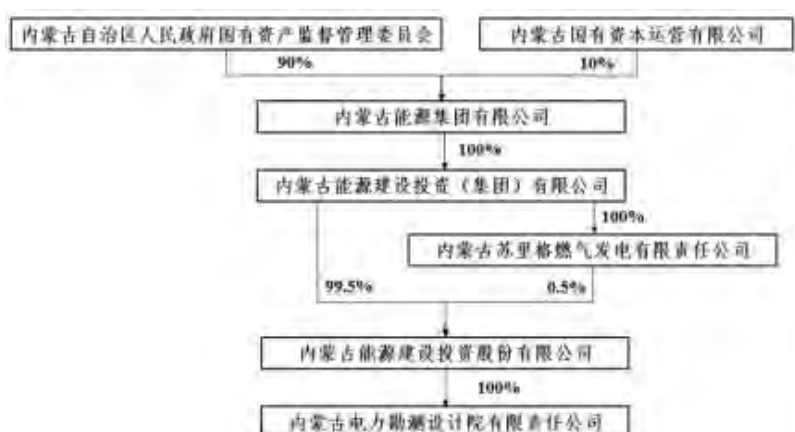 内蒙古自治区人民政府国有资产监督管理委员会
内蒙古国有资本运营有限公司
90%
10%
内蒙古能源集团有限公司
100%
内蒙古能源建设投资（集团）有限公司
100%
内蒙古苏里格燃气发电有限责任公司
99.5%
0.5%
内蒙古能源建设投资股份有限公司
100%
内蒙古电力勘测设计院有限责任公司